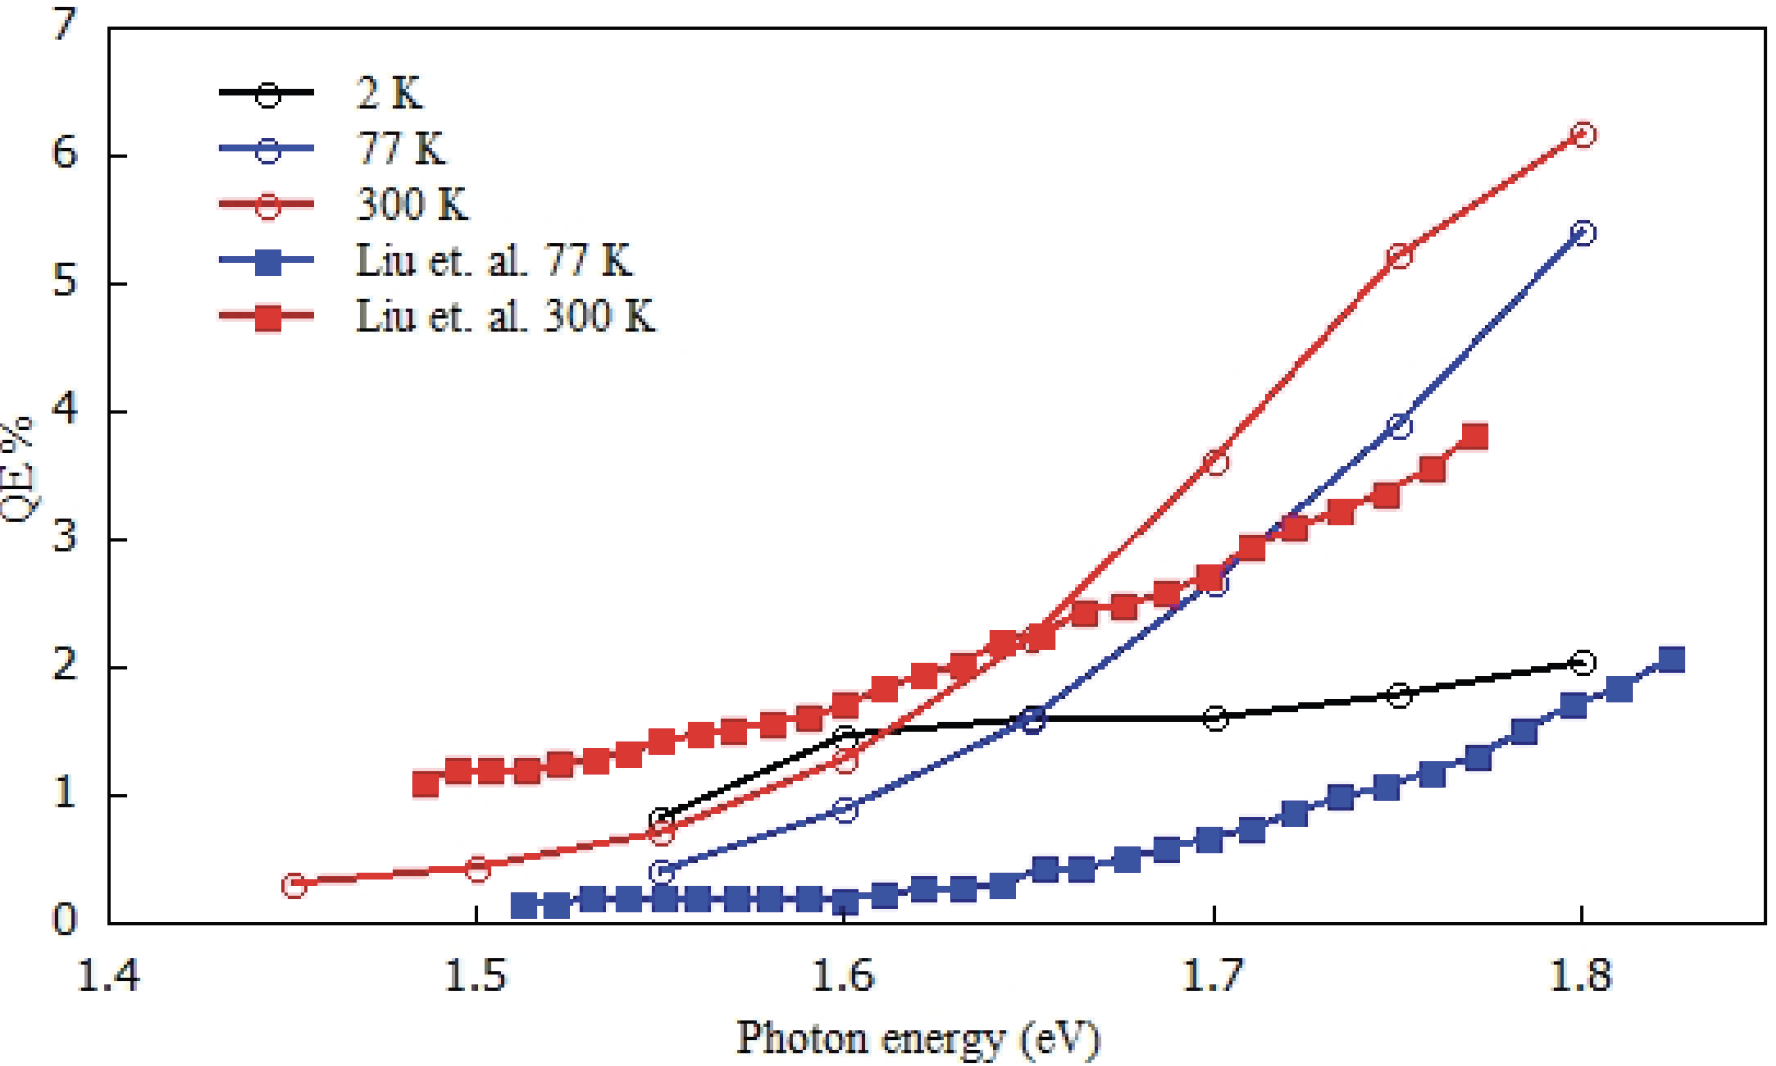 7
6
5
4
3
2
1
0
QE %
2 K
77 K
300 K
Liu et. al. 77 K
Liu et. al. 300 K
1.4 1.5 1.6 1.7 1.8
Photon energy (eV)